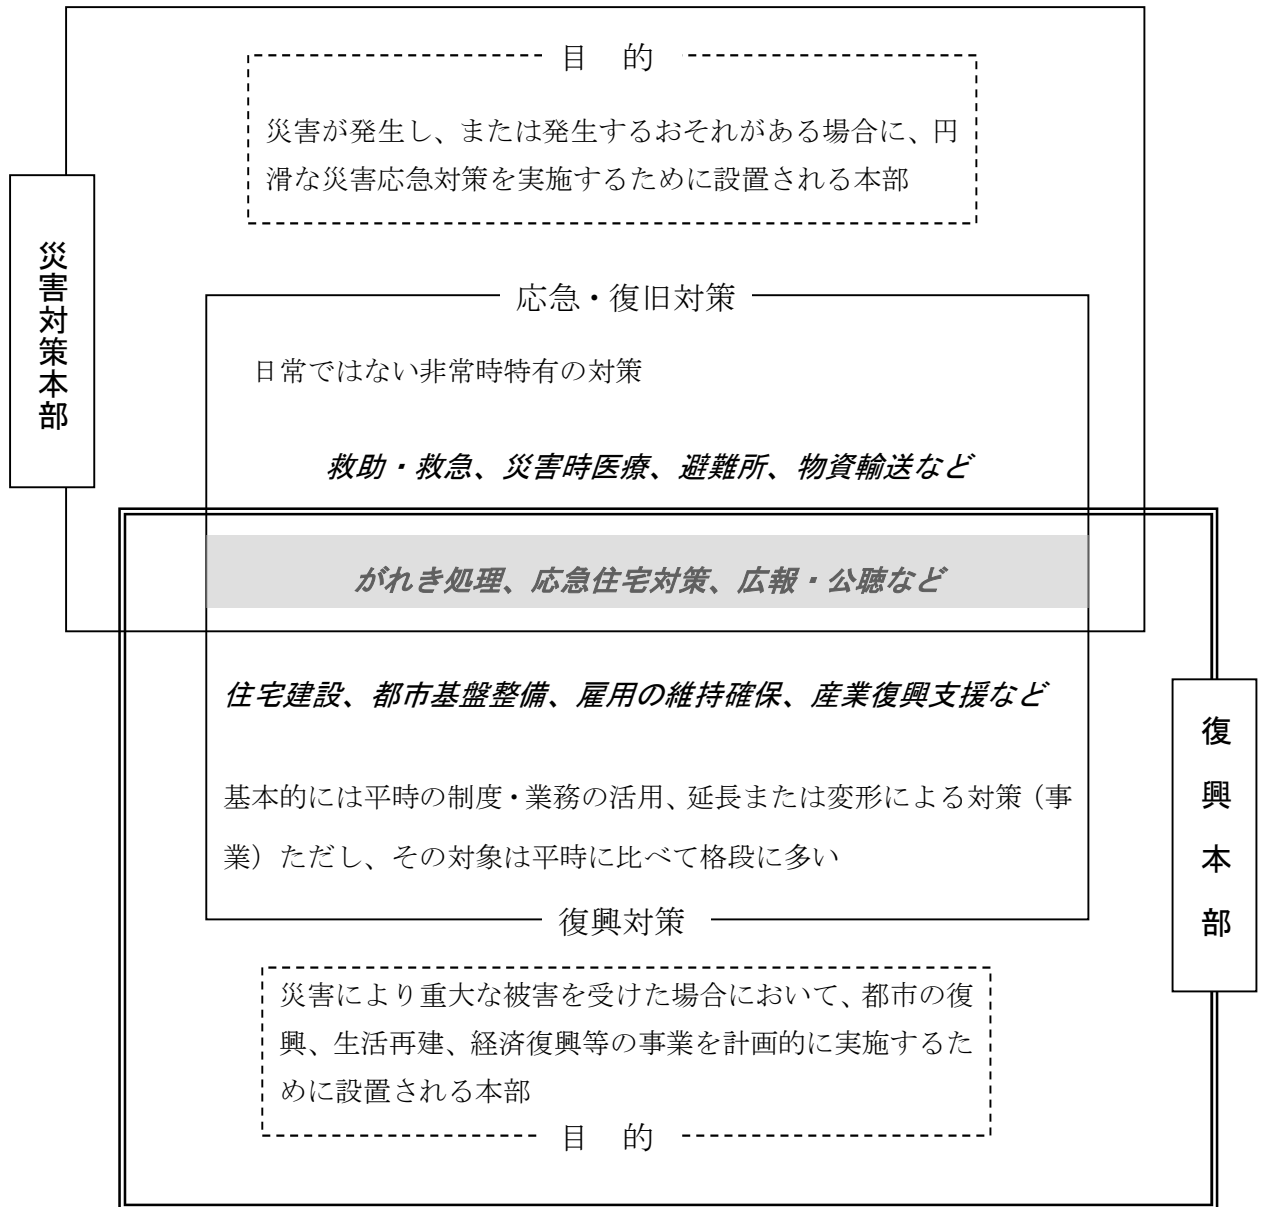 目 的
災害が発生し、または発生するおそれがある場合に、円
滑な災害応急対策を実施するために設置される本部
災害対策本部
応急・復旧対策
日常ではない非常時特有の対策
救助・救急、災害時医療、避難所、物資輸送など
がれき処理、応急住宅対策、広報・公聴など
住宅建設、都市基盤整備、雇用の維持確保、産業復興支援など
基本的には平時の制度・業務の活用、延長または変形による対策（事
業）ただし、その対象は平時に比べて格段に多い
復興対策
復興本部
災害により重大な被害を受けた場合において、都市の復
興、生活再建、経済復興等の事業を計画的に実施するた
めに設置される本部
目 的